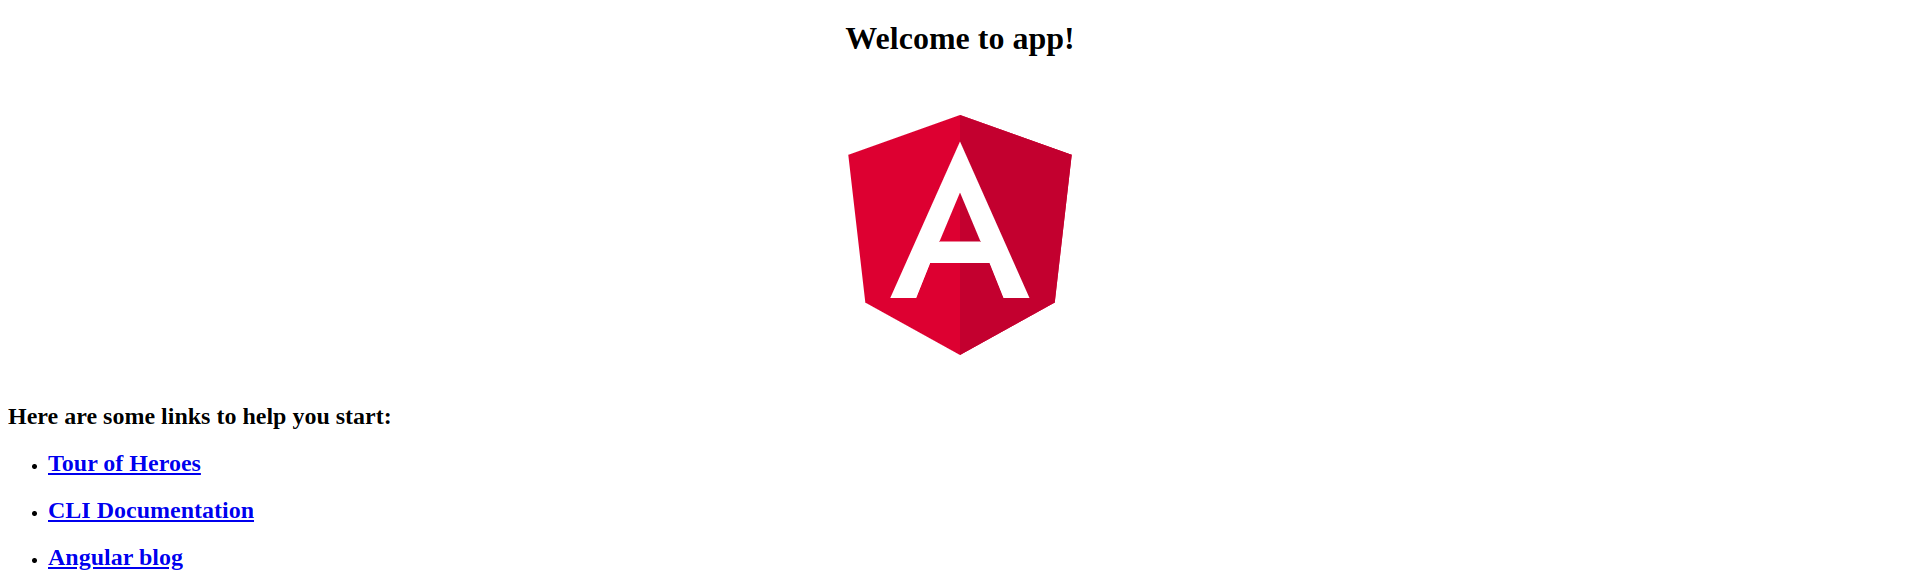 Welcome to app!
A
Here are some links to help you start:
Tour of Heroes
CLI Documentation
Angular blog